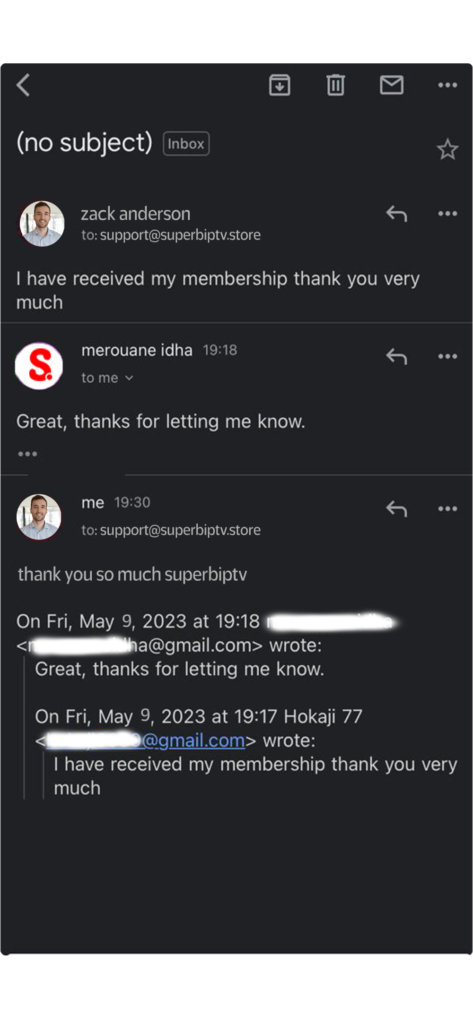 (no subject) Inbox
zack anderson
to: support@superbiptv.store
I have received my membership thank you very
much
S.
merouane idha 19:18
to me
Great, thanks for letting me know.
me 19:30
to: support@superbiptv.store
thank you so much superbiptv
On Fri, May 9, 2023 at 19:18
<ha@gmail.com> wrote:
Great, thanks for letting me know.
On Fri, May 9, 2023 at 19:17 Hokaji 77
<@gmail.com> wrote:
I have received my membership thank you very
much